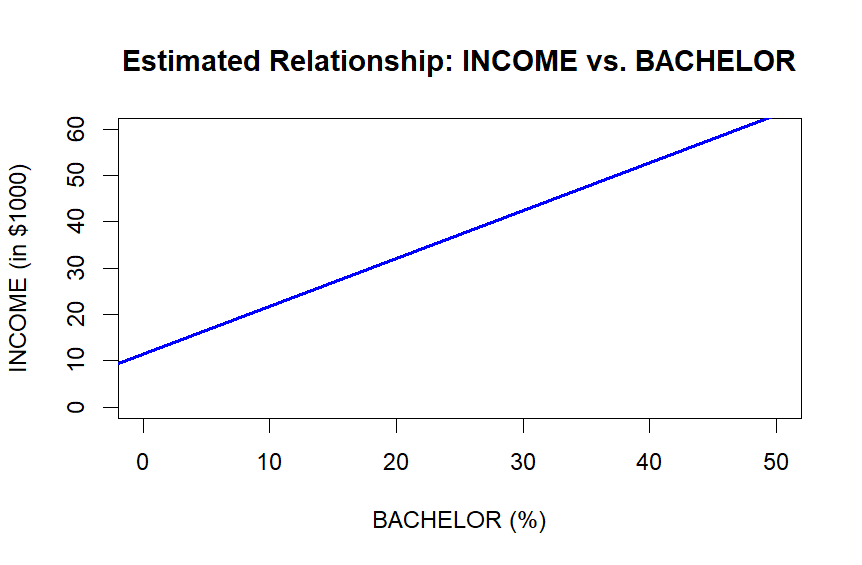 Estimated Relationship: INCOME vs. BACHELOR
INCOME (in $1000)
60
50
40
30
20
10
0
0 10 20 30 40 50
BACHELOR (%)